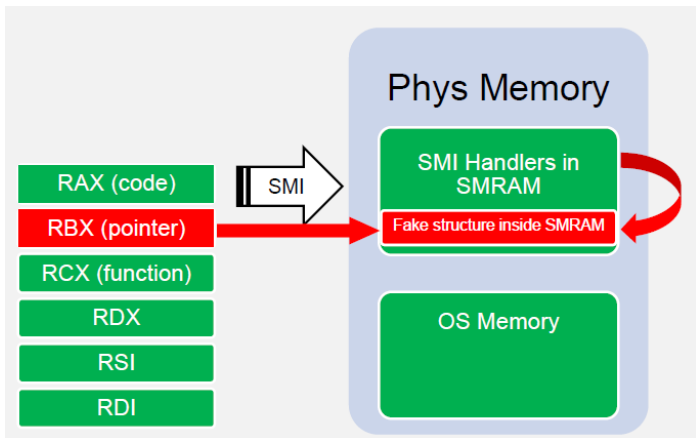 Phys Memory
SMI Handlers in
SMRAM
Fake structure inside SMRAM
OS Memory
SMI
RAX (code)
RBX (pointer)
RCX (function)
RDX
RSI
RDI